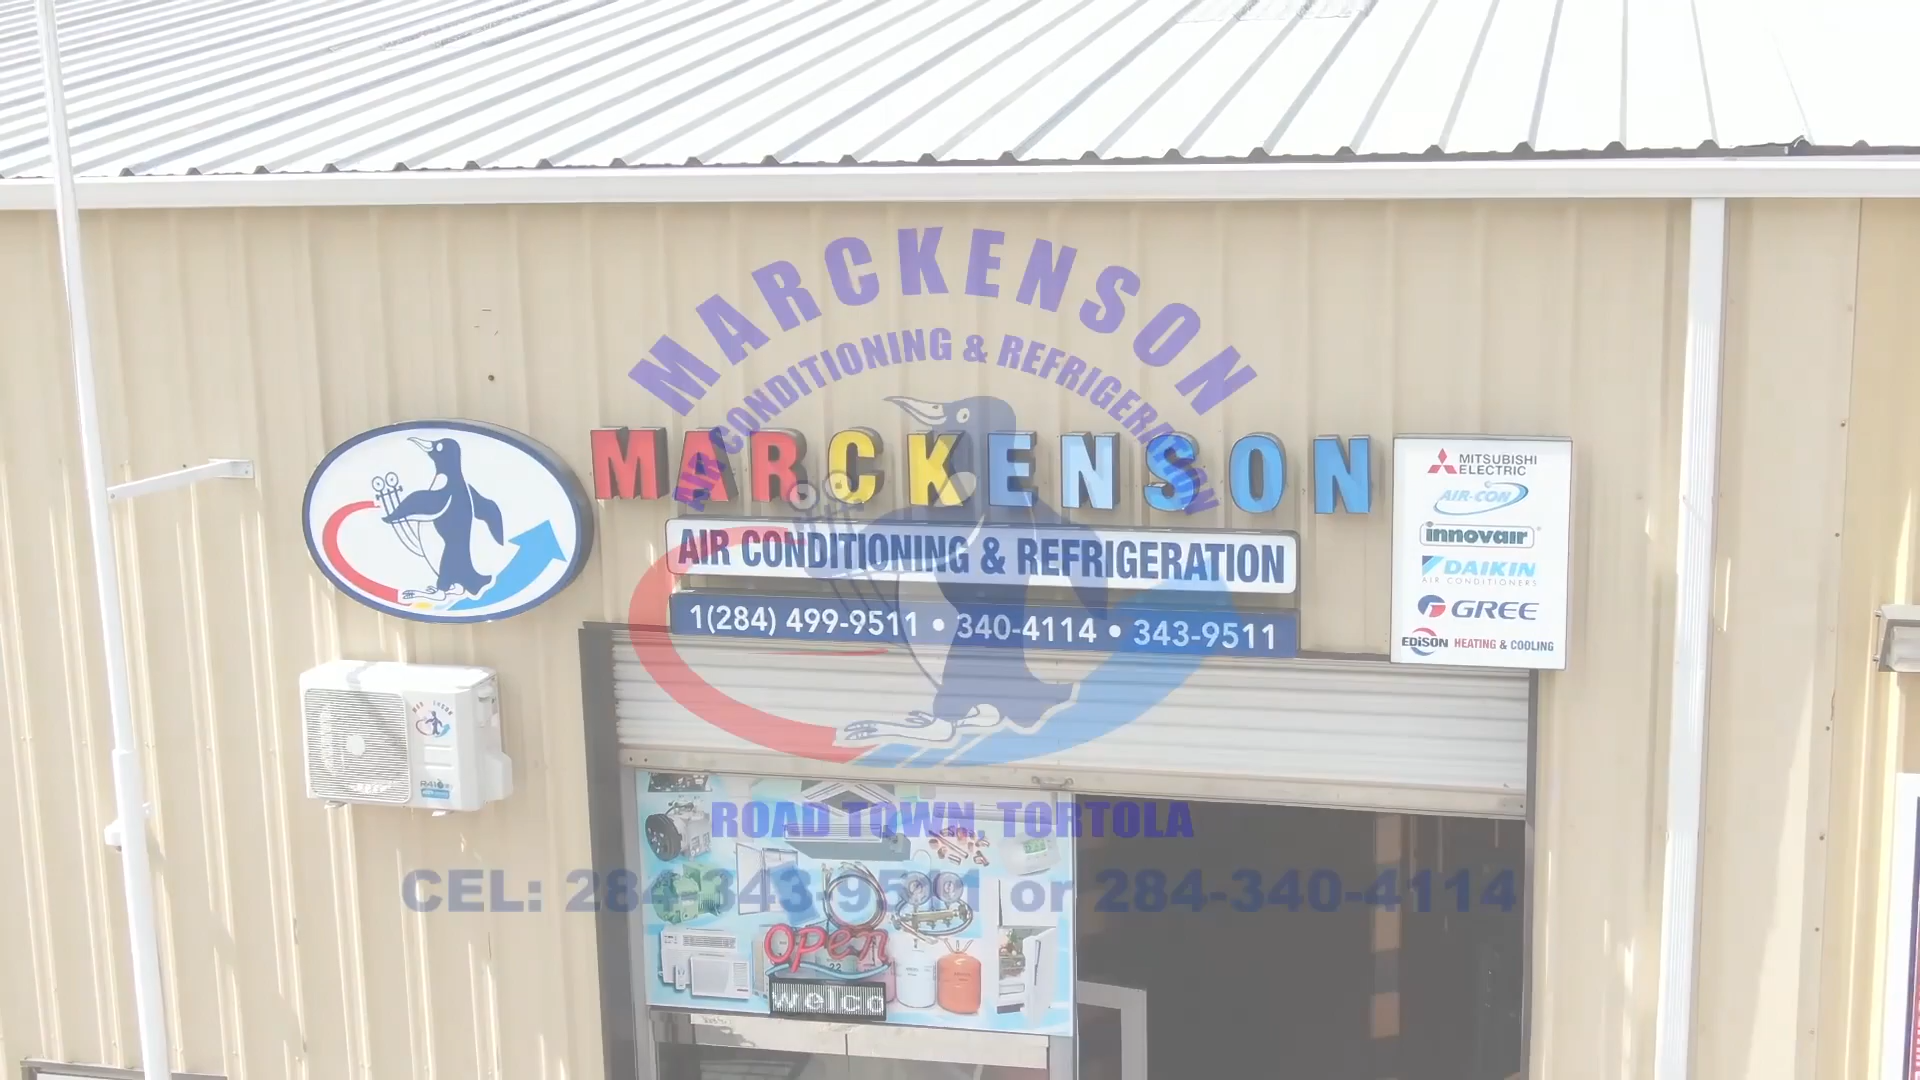 MARCKENSON
AIR CONDITIONING & REFRIGERATION
MARCKENSON
AIR CONDITIONING & REFRIGERATION
1(284) 499-9511 • 340-4114 • 343-9511
MITSUBISHI
ELECTRIC
AIR-CON
innovair
DAIKIN
AIR CONDITIONERS
GREE
EDISON HEATING & COOLING
ROAD TOWN, TORTOLA
CEL: 284-343-9511 or 284-340-4114
open
22
welco